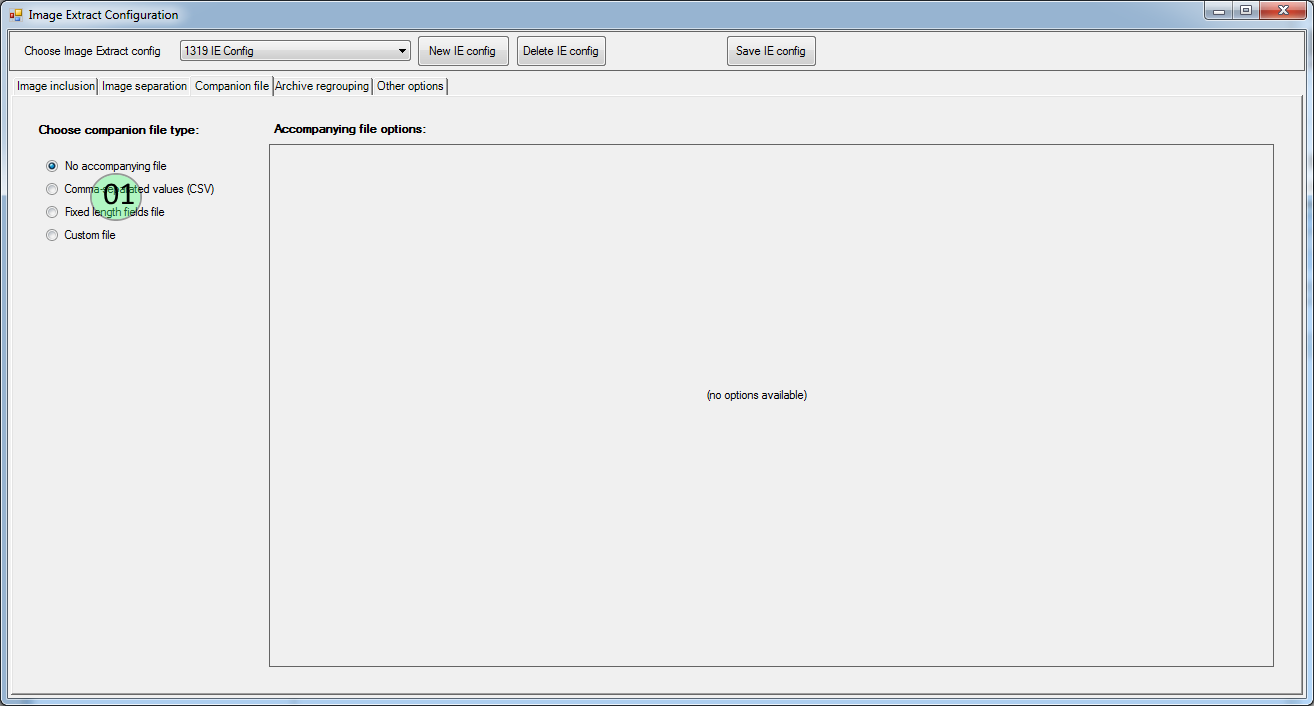 Image Extract Configuration
Choose Image Extract config 1319 IE Config New IE config Delete IE config Save IE config
Image inclusion Image separation Companion file Archive regrouping Other options
Choose companion file type: Accompanying file options:
No accompanying file
Comma-separated values (CSV)
01
Fixed length fields file
Custom file
(no options available)